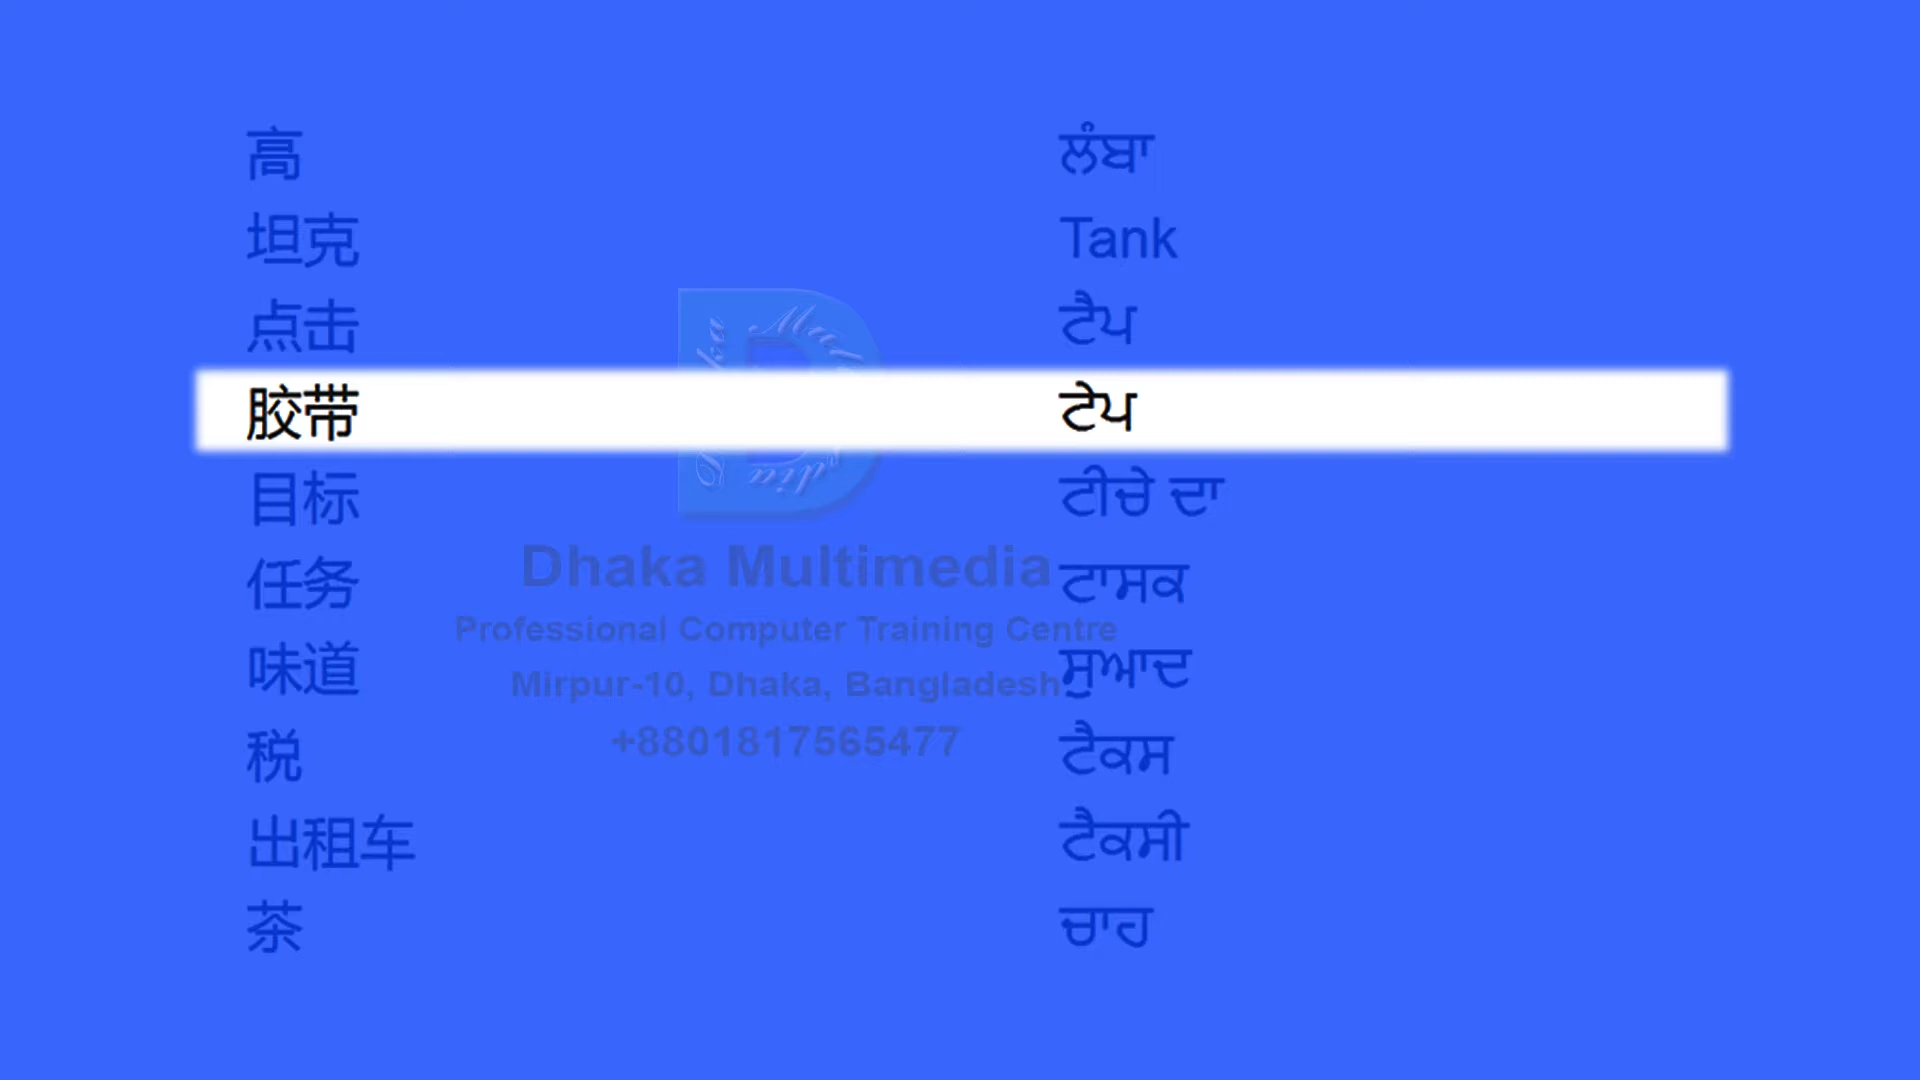 高 ਲੰਬਾ
坦克 Tank
点击 ਟੈਪ
胶带 ਟੇਪ
目标 ਟੀਚੇ ਦਾ
任务 ਟਾਸਕ
味道 ਸੁਆਦ
税 ਟੈਕਸ
出租车 ਟੈਕਸੀ
茶 ਚਾਹ
Dhaka Multimedia
Professional Computer Training Centre
Mirpur-10, Dhaka, Bangladesh
+8801817565477